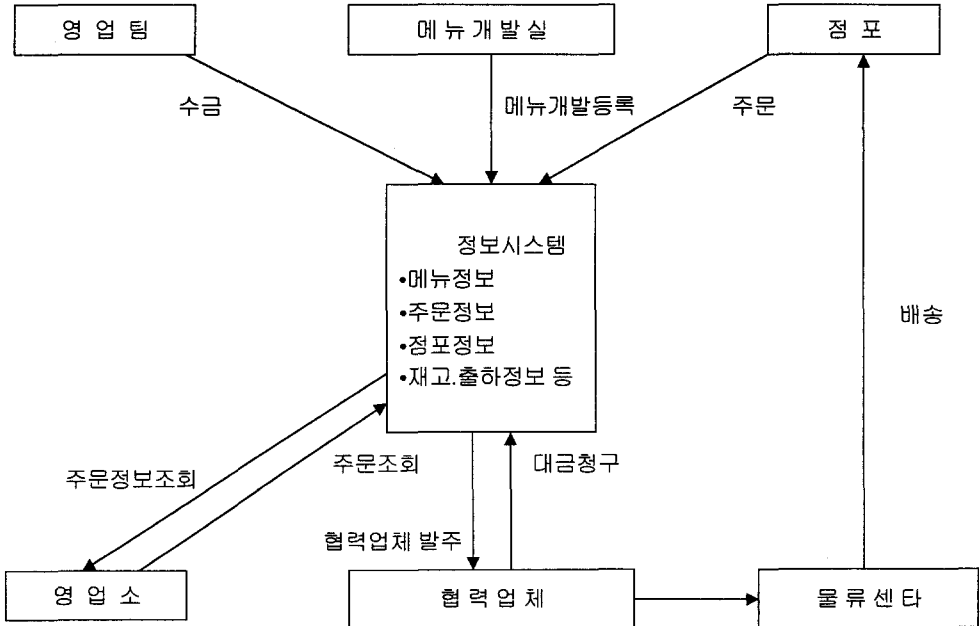 영 업 팀
메 뉴 개 발 실
점 포
수금
메뉴개발등록
주문
정보시스템
•메뉴정보
•주문정보
•점포정보
•재고.출하정보 등
배송
주문정보조회
주문조회
대금청구
협력업체 발주
영 업 소
협 력 업 체
물 류 센 타